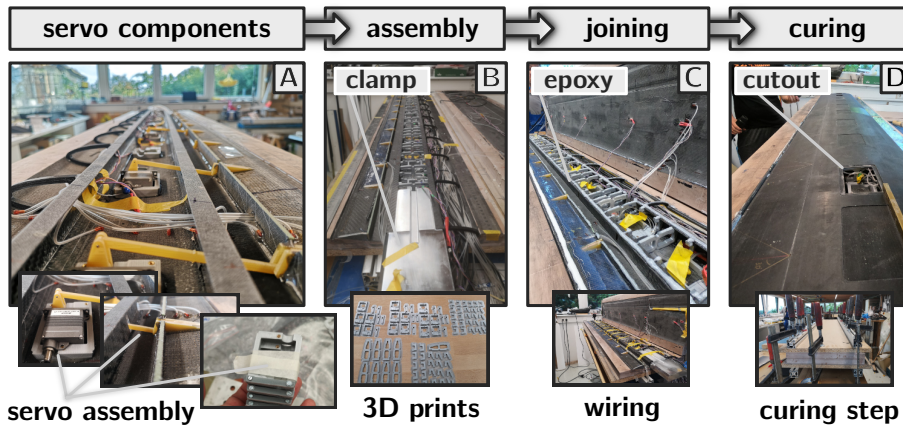 servo components
assembly
joining
curing
A
clamp
B
epoxy
C
cutout
D
servo assembly
3D prints
wiring
curing step